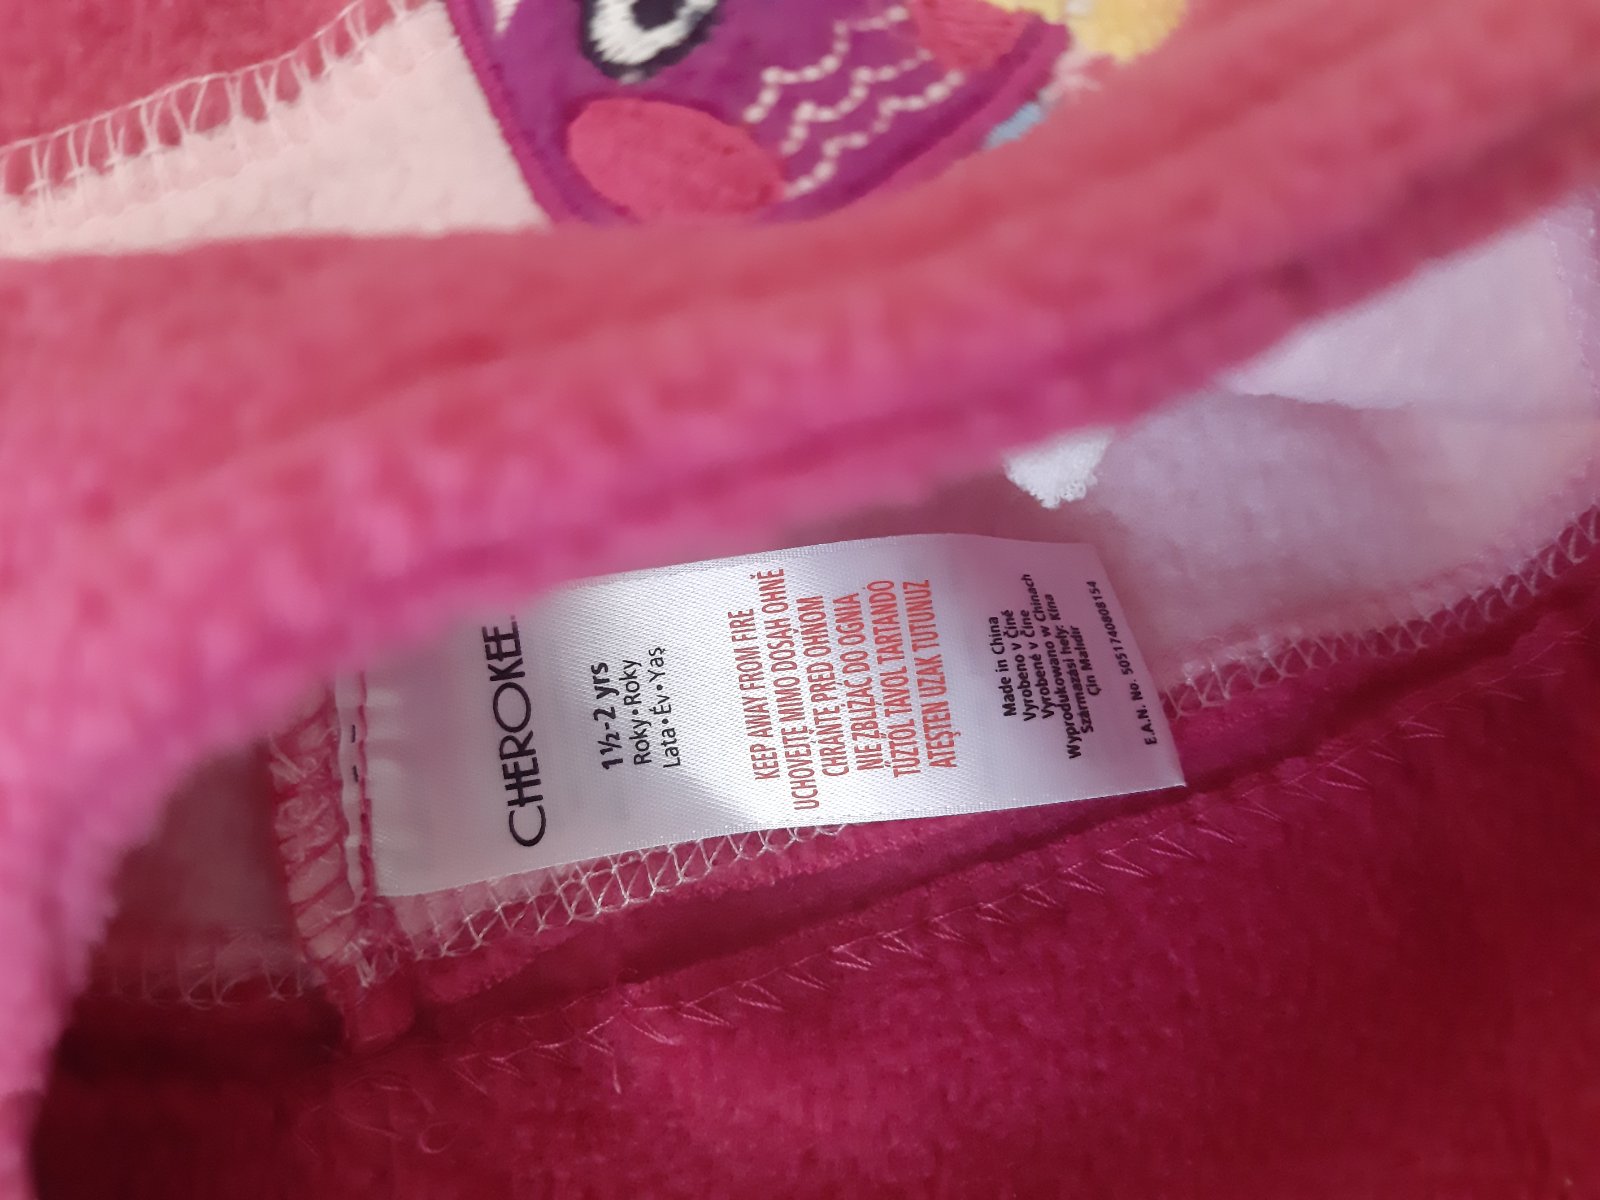 CHEROKEE
1½-2 yrs
Roky•Roky
Lata•Év•Yaş
KEEP AWAY FROM FIRE
UCHOVEJTE MIMO DOSAH OHNĚ
CHRÁNTE PRED OHŇOM
NIE ZBLIŻAĆ DO OGNIA
TŰZTŐL TÁVOL TARTANDÓ
ATEŞTEN UZAK TUTUNUZ
Made in China
Vyrobeno v Číně
Vyrobené v Číne
Wyprodukowano w Chinach
Származási hely: Kína
Çin Malıdır
E.A.N. No. 5051740808154